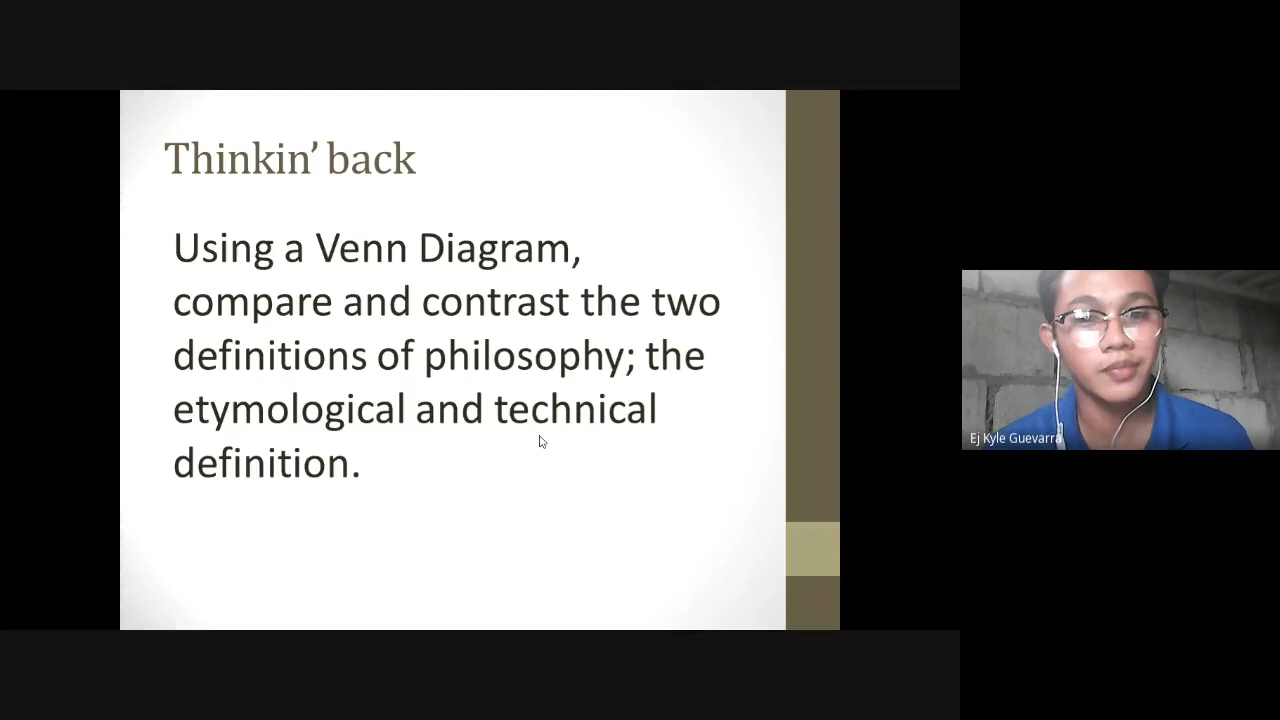 Thinkin’ back
Using a Venn Diagram,
compare and contrast the two
definitions of philosophy; the
etymological and technical
definition.
Ej Kyle Guevarra